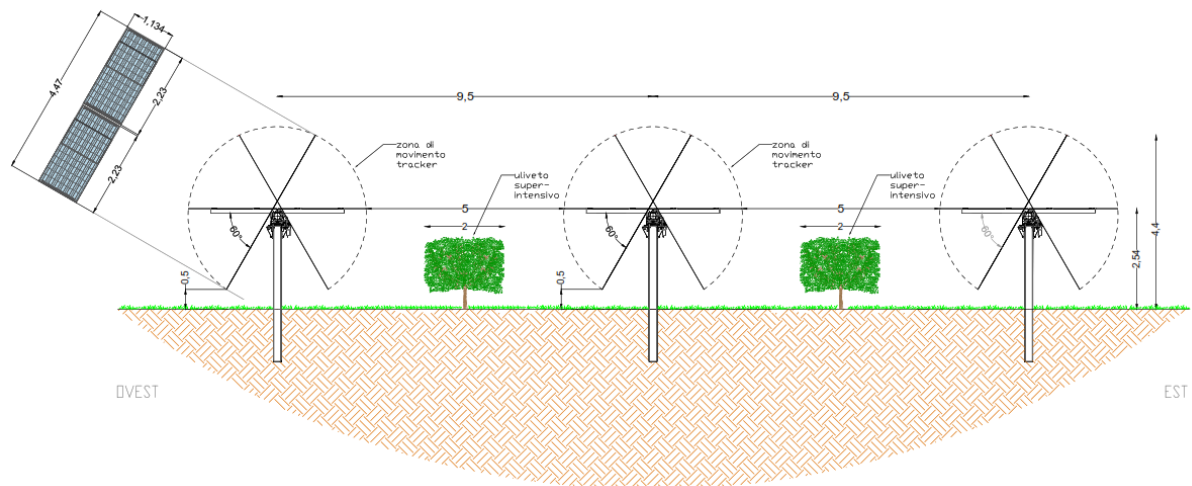 1,134
4,47
2,23
2,23
9,5
9,5
zona di
movimento
tracker
zona di
movimento
tracker
uliveto
super-
intensivo
uliveto
super-
intensivo
5
5
2
2
60°
60°
60°
0,5
0,5
2,54
4,4
OVEST
EST